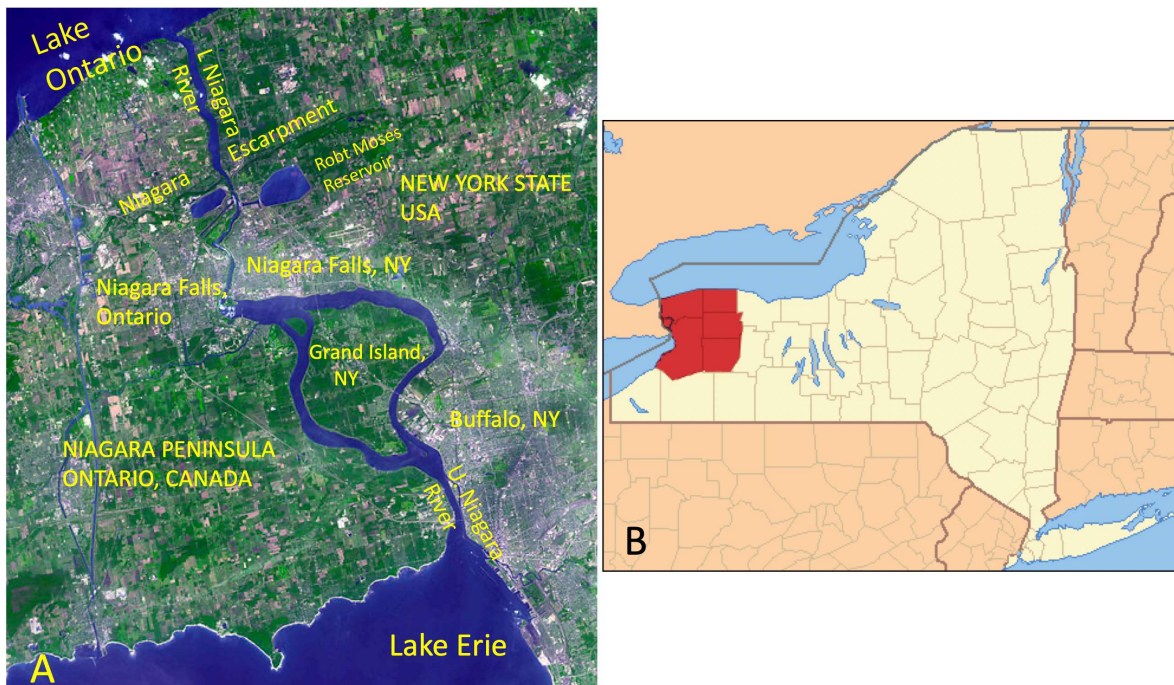 Lake
Ontario
L Niagara
River
Escarpment
Robt Moses
Reservoir
Niagara
NEW YORK STATE
USA
Niagara Falls, NY
Niagara Falls,
Ontario
Grand Island,
NY
Buffalo, NY
NIAGARA PENINSULA
ONTARIO, CANADA
U. Niagara
River
Lake Erie
A
B